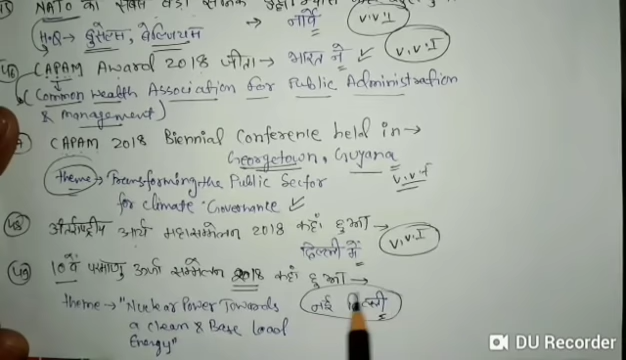 NATO का सबसे बड़ा सैनिक
→ नार्वे V.V.I
(H.Q → ब्रुसेल्स, बेल्जियम
CAPAM Award 2018 जीता → भारत ने ✓ V.V.I
(Common wealth Association for Public Administration
& management)
CAPAM 2018 Biennial Conference held in →
Georgetown, Guyana
theme → Transforming the Public Sector V.V.I
for climate Governance ✓
अंतर्राष्ट्रीय आर्य महासम्मेलन 2018 कहाँ हुआ →
दिल्ली में V.V.I
10वें परमाणु ऊर्जा सम्मेलन 2018 कहाँ हुआ →
theme → "Nuclear Power Towards नई दिल्ली
a clean & Base Load
Energy"
DU Recorder